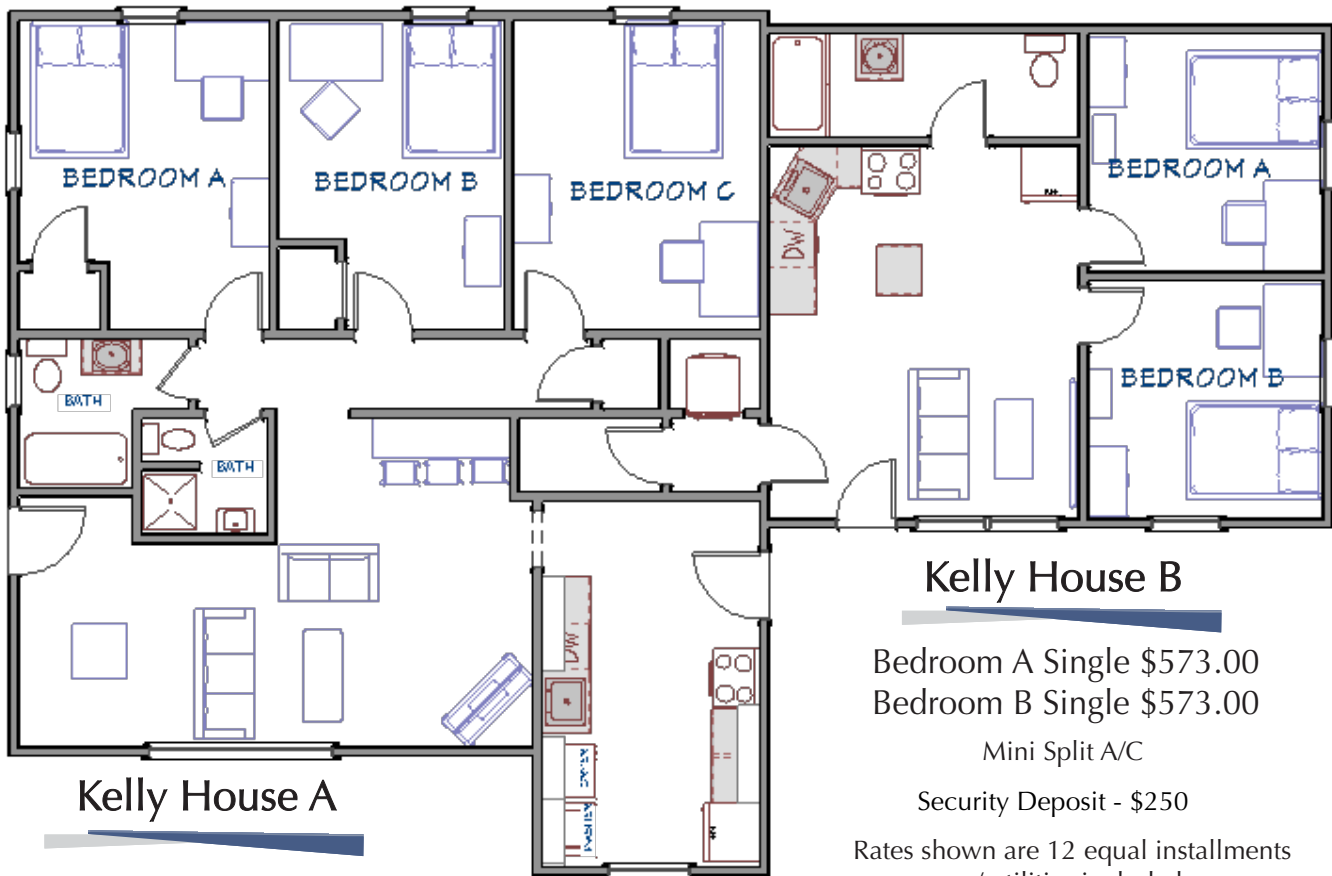 BEDROOM A
BEDROOM B
BEDROOM C
BEDROOM A
DW
BEDROOM B
BATH
BATH
DW
Kelly House B
Bedroom A Single $573.00
Bedroom B Single $573.00
Mini Split A/C
Security Deposit - $250
Rates shown are 12 equal installments
Kelly House A